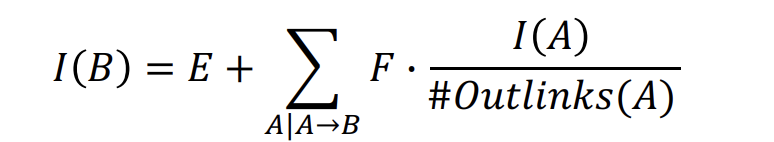 I(B) = E + ∑ F · I(A) / #Outlinks(A)
A|A→B